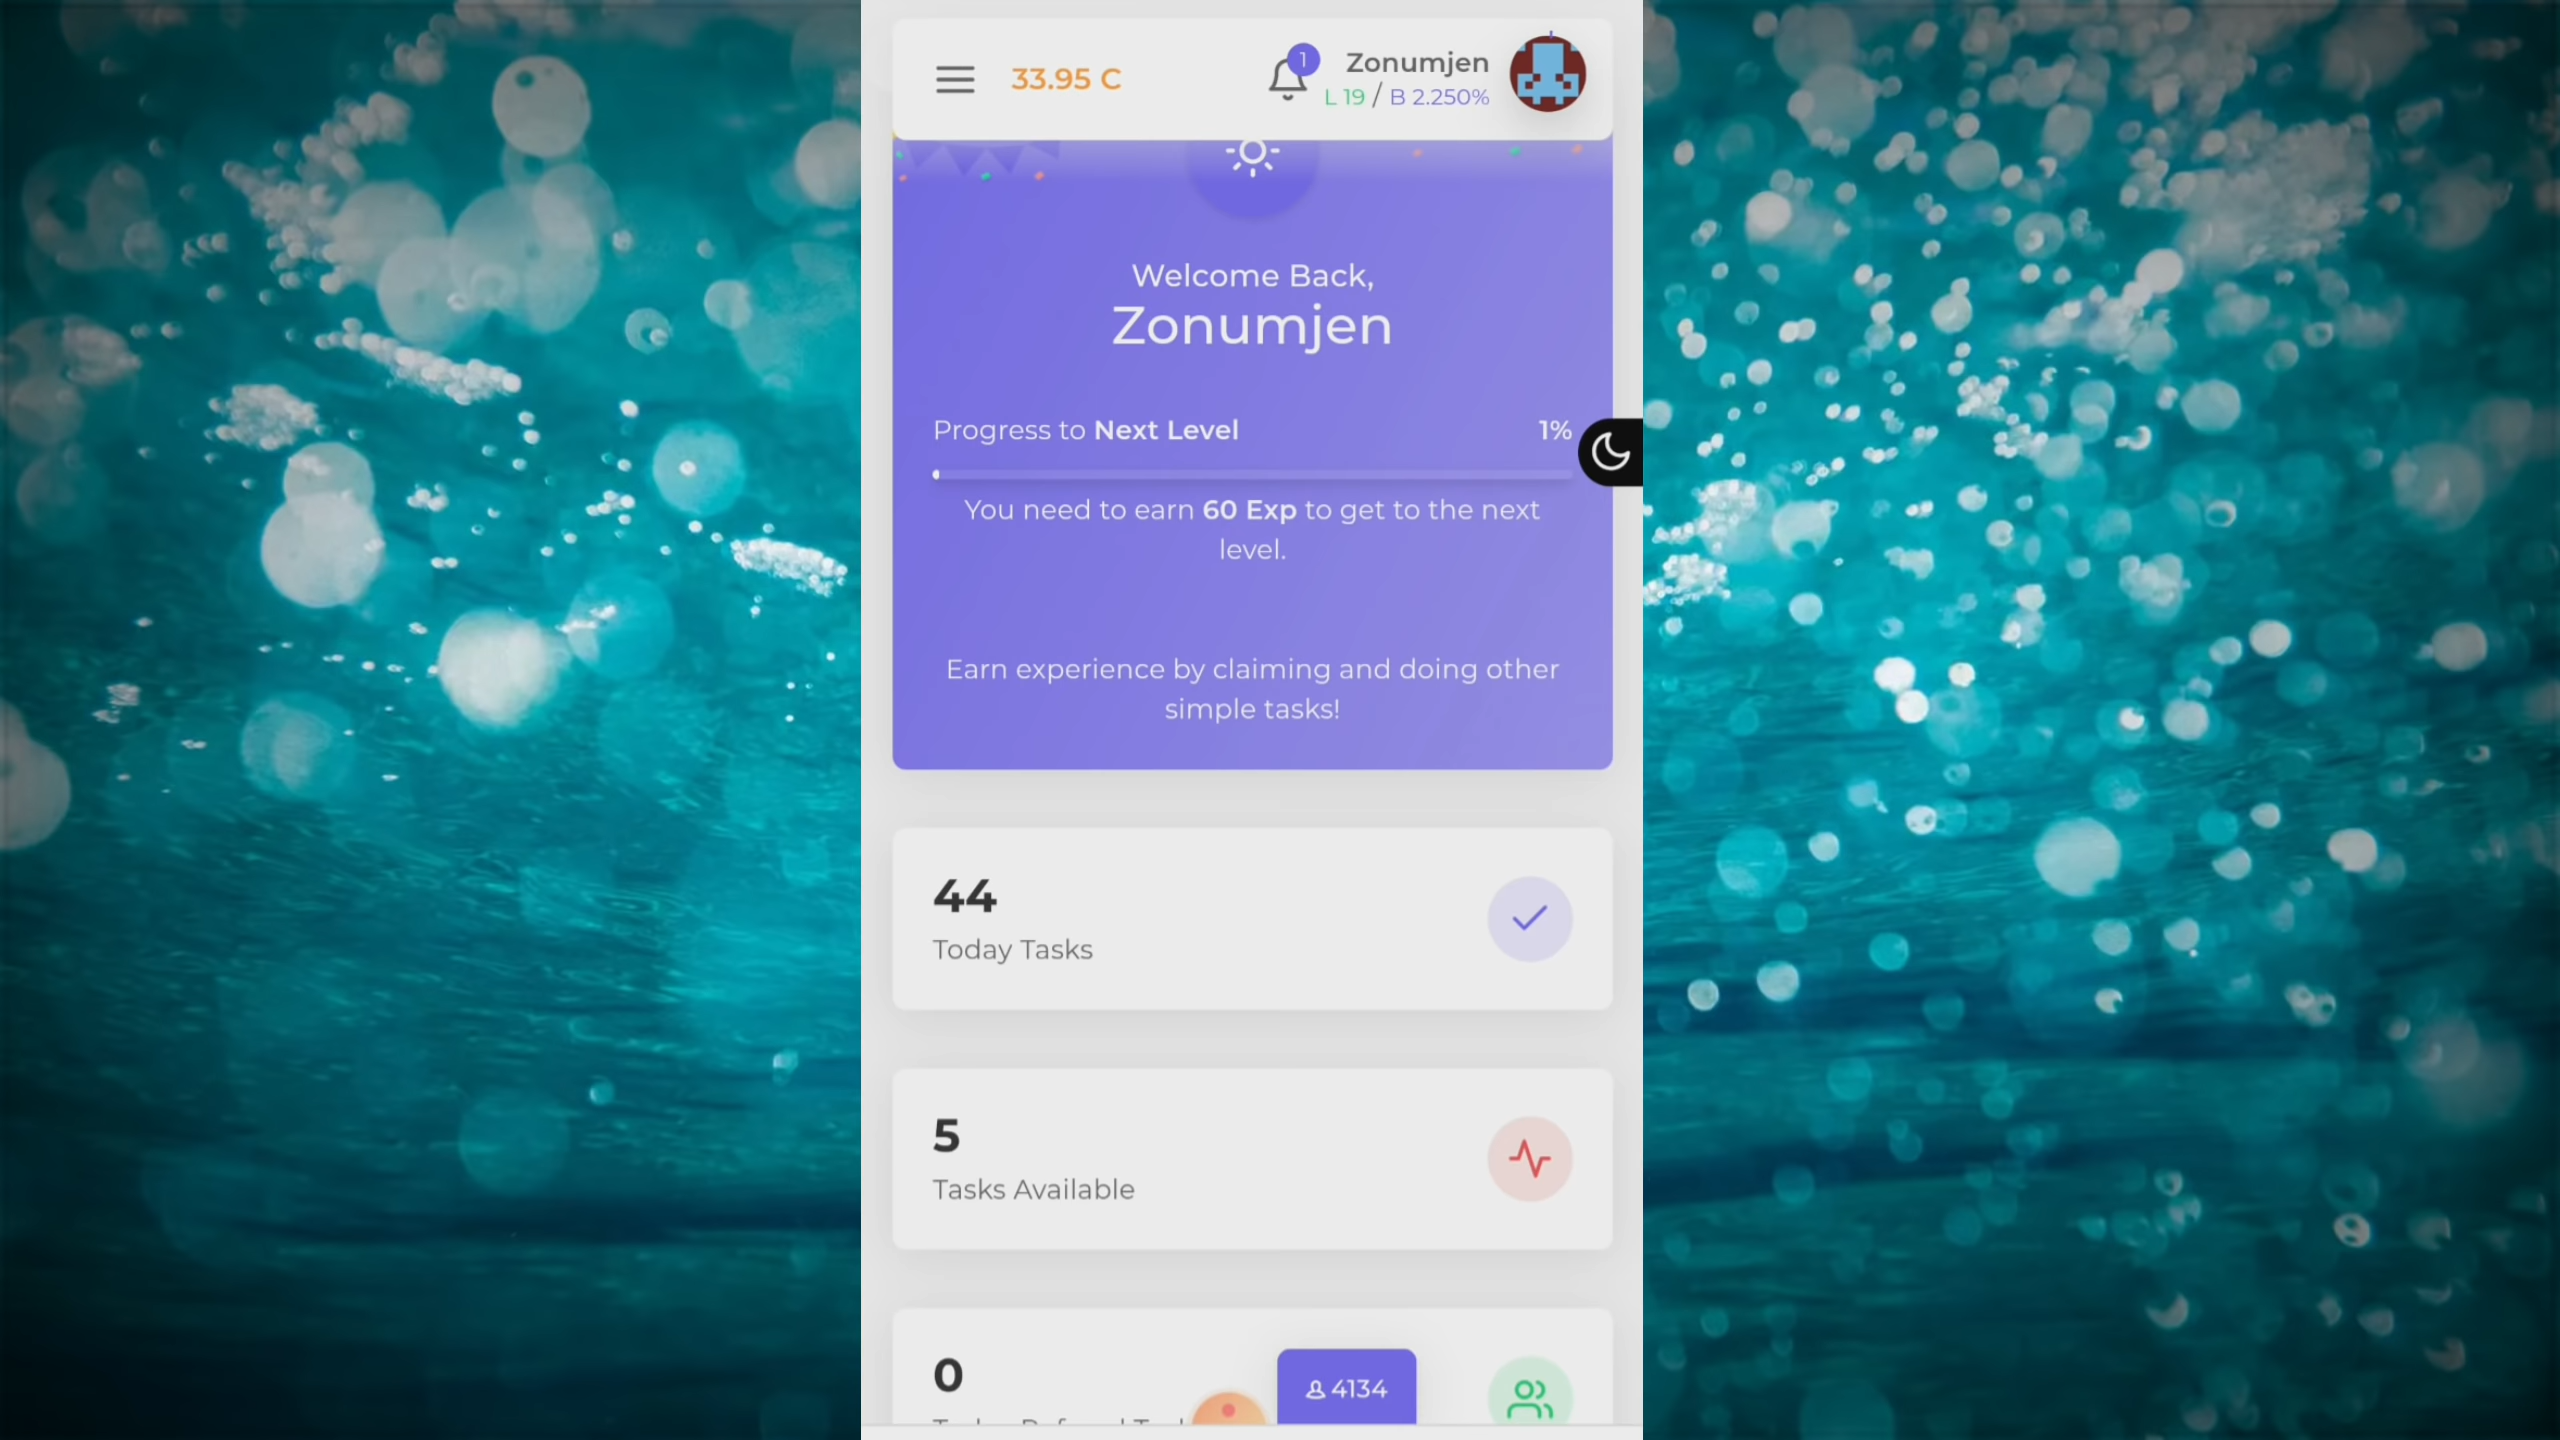 33.95 C
1
Zonumjen
L 19 / B 2.250%
Welcome Back,
Zonumjen
Progress to Next Level 1%
You need to earn 60 Exp to get to the next
level.
Earn experience by claiming and doing other
simple tasks!
44
Today Tasks
5
Tasks Available
0
4134